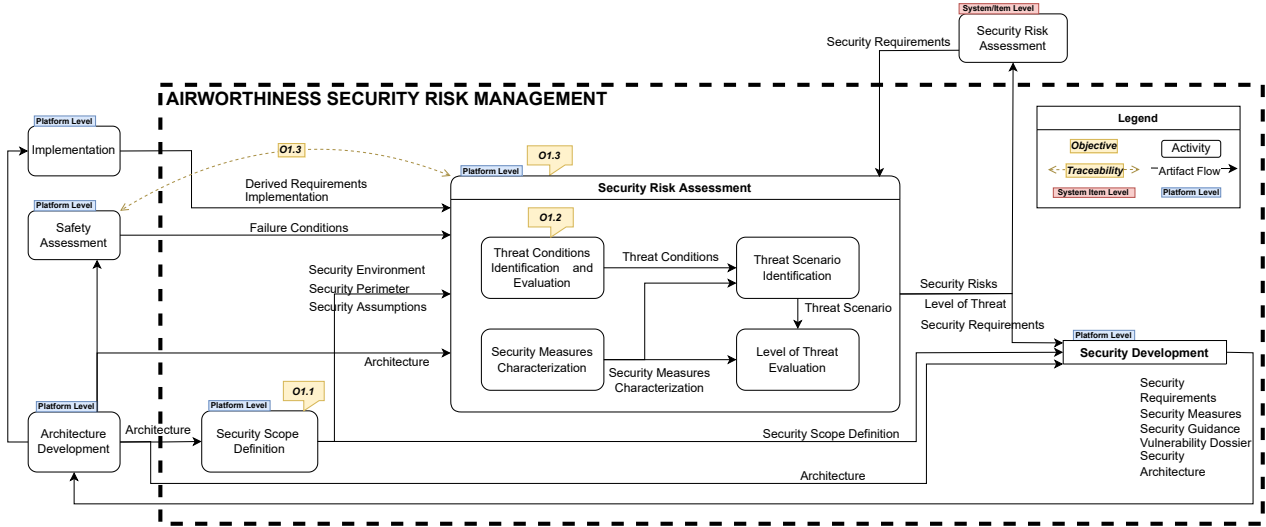 System/Item Level
Security Risk
Assessment
Security Requirements
AIRWORTHINESS SECURITY RISK MANAGEMENT
Legend
Objective
Activity
Traceability
Artifact Flow
System Item Level
Platform Level
Platform Level
Implementation
O1.3
Derived Requirements
Implementation
Platform Level
Safety
Assessment
Failure Conditions
O1.3
Platform Level
Security Risk Assessment
O1.2
Threat Conditions
Identification and
Evaluation
Threat Conditions
Threat Scenario
Identification
Threat Scenario
Security Measures
Characterization
Security Measures
Characterization
Level of Threat
Evaluation
Security Environment
Security Perimeter
Security Assumptions
Architecture
Security Risks
Level of Threat
Security Requirements
Platform Level
Security Development
Security
Requirements
Security Measures
Security Guidance
Vulnerability Dossier
Security
Architecture
Platform Level
Architecture
Development
Architecture
O1.1
Platform Level
Security Scope
Definition
Security Scope Definition
Architecture